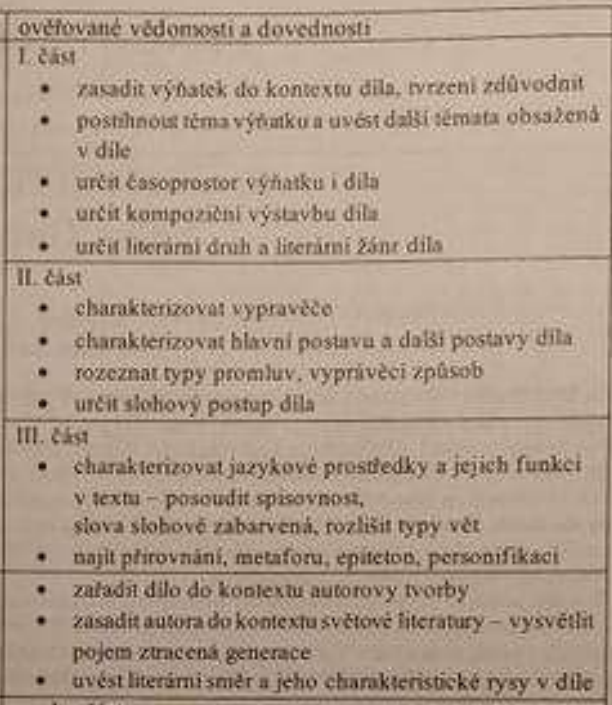 ověřované vědomosti a dovednosti
I. část
• zasadit výňatek do kontextu díla, tvrzení zdůvodnit
• postihnout téma výňatku a uvést další témata obsažená
v díle
• určit časoprostor výňatku i díla
• určit kompoziční výstavbu díla
• určit literární druh a literární žánr díla
II. část
• charakterizovat vypravěče
• charakterizovat hlavní postavu a další postavy díla
• rozeznat typy promluv, vyprávěcí způsob
• určit slohový postup díla
III. část
• charakterizovat jazykové prostředky a jejich funkci
v textu – posoudit spisovnost,
slova slohově zabarvená, rozlišit typy vět
• najít přirovnání, metaforu, epiteton, personifikaci
• zařadit dílo do kontextu autorovy tvorby
• zasadit autora do kontextu světové literatury – vysvětlit
pojem ztracená generace
• uvést literární směr a jeho charakteristické rysy v díle